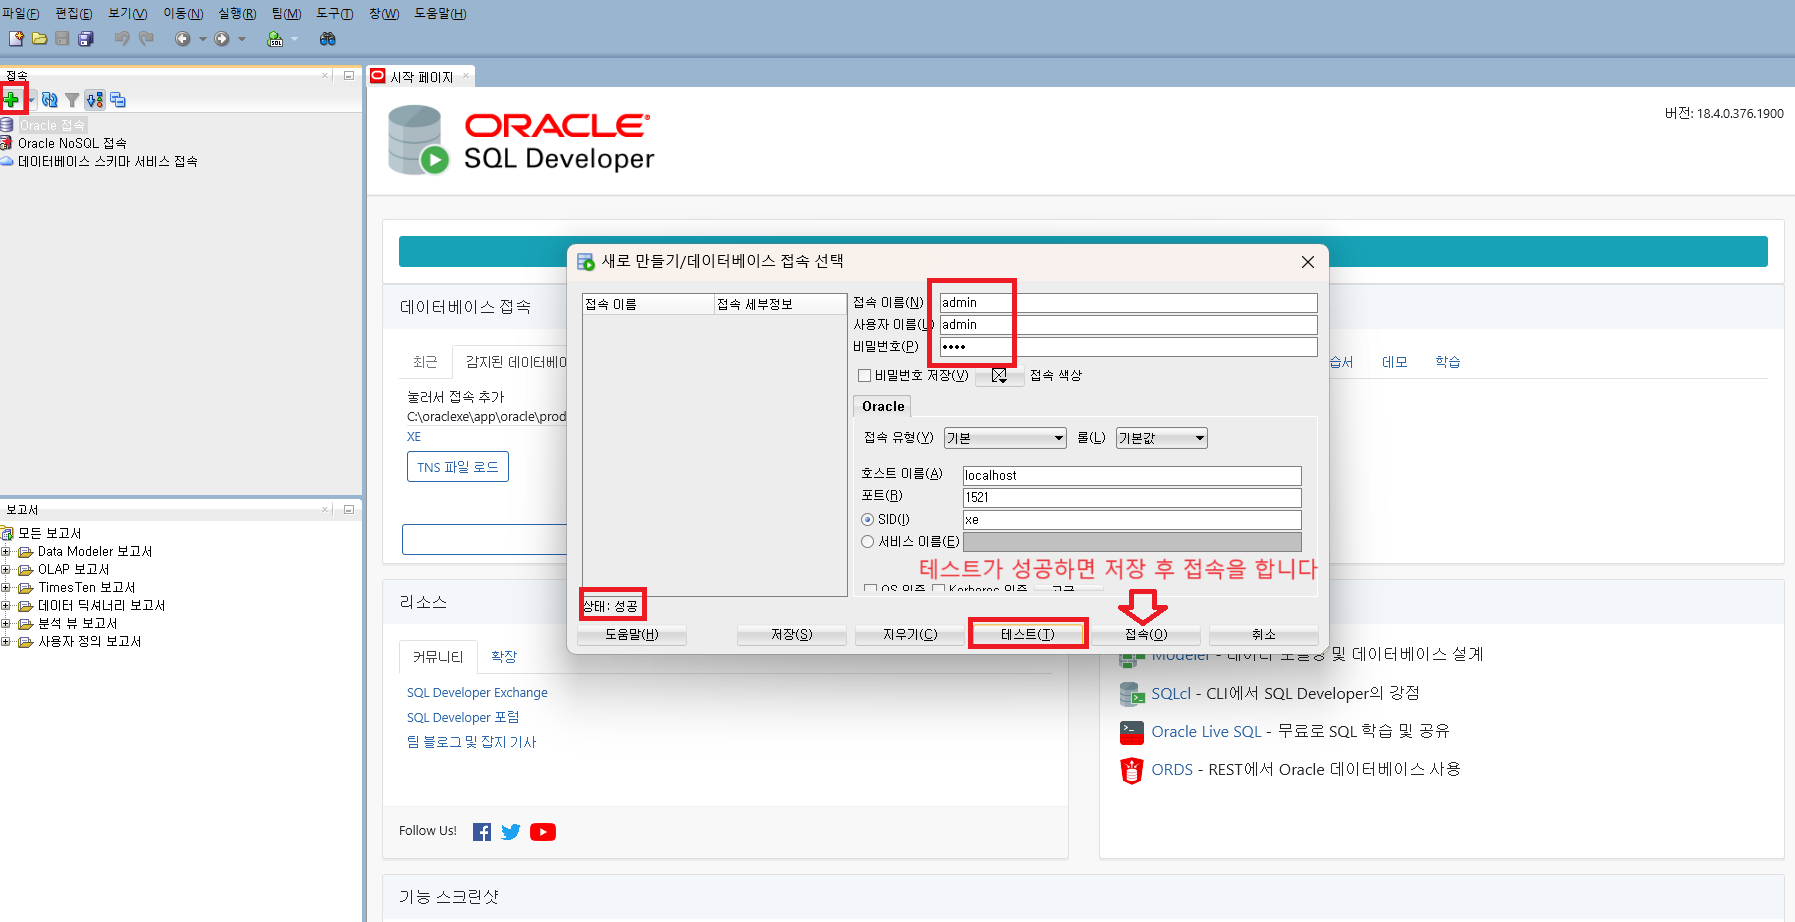 파일(F) 편집(E) 보기(V) 이동(N) 실행(R) 팀(M) 도구(T) 창(W) 도움말(H)
접속
Oracle 접속
Oracle NoSQL 접속
데이터베이스 스키마 서비스 접속
보고서
모든 보고서
Data Modeler 보고서
OLAP 보고서
TimesTen 보고서
데이터 딕셔너리 보고서
분석 뷰 보고서
사용자 정의 보고서
시작 페이지
ORACLE
SQL Developer
버전: 18.4.0.376.1900
데이터베이스 접속
최근 감지된 데이터베이
데모 학습
눌러서 접속 추가
C:\oraclexe\app\oracle\prod
XE
TNS 파일 로드
새로 만들기/데이터베이스 접속 선택
접속 이름 접속 세부정보
접속 이름(N) admin
사용자 이름(U) admin
비밀번호(P) ••••
비밀번호 저장(V) 접속 색상
Oracle
접속 유형(Y) 기본 롤(L) 기본값
호스트 이름(A) localhost
포트(R) 1521
SID(I) xe
서비스 이름(E)
테스트가 성공하면 저장 후 접속을 합니다
OS 인증 Kerberos 인증 고급
상태: 성공
도움말(H) 저장(S) 지우기(C) 테스트(T) 접속(O) 취소
리소스
커뮤니티 확장
SQL Developer Exchange
SQL Developer 포럼
팀 블로그 및 잡지 기사
Modeler - 데이터 모델링 및 데이터베이스 설계
SQLcl - CLI에서 SQL Developer의 강점
Oracle Live SQL - 무료로 SQL 학습 및 공유
ORDS - REST에서 Oracle 데이터베이스 사용
Follow Us!
기능 스크린샷